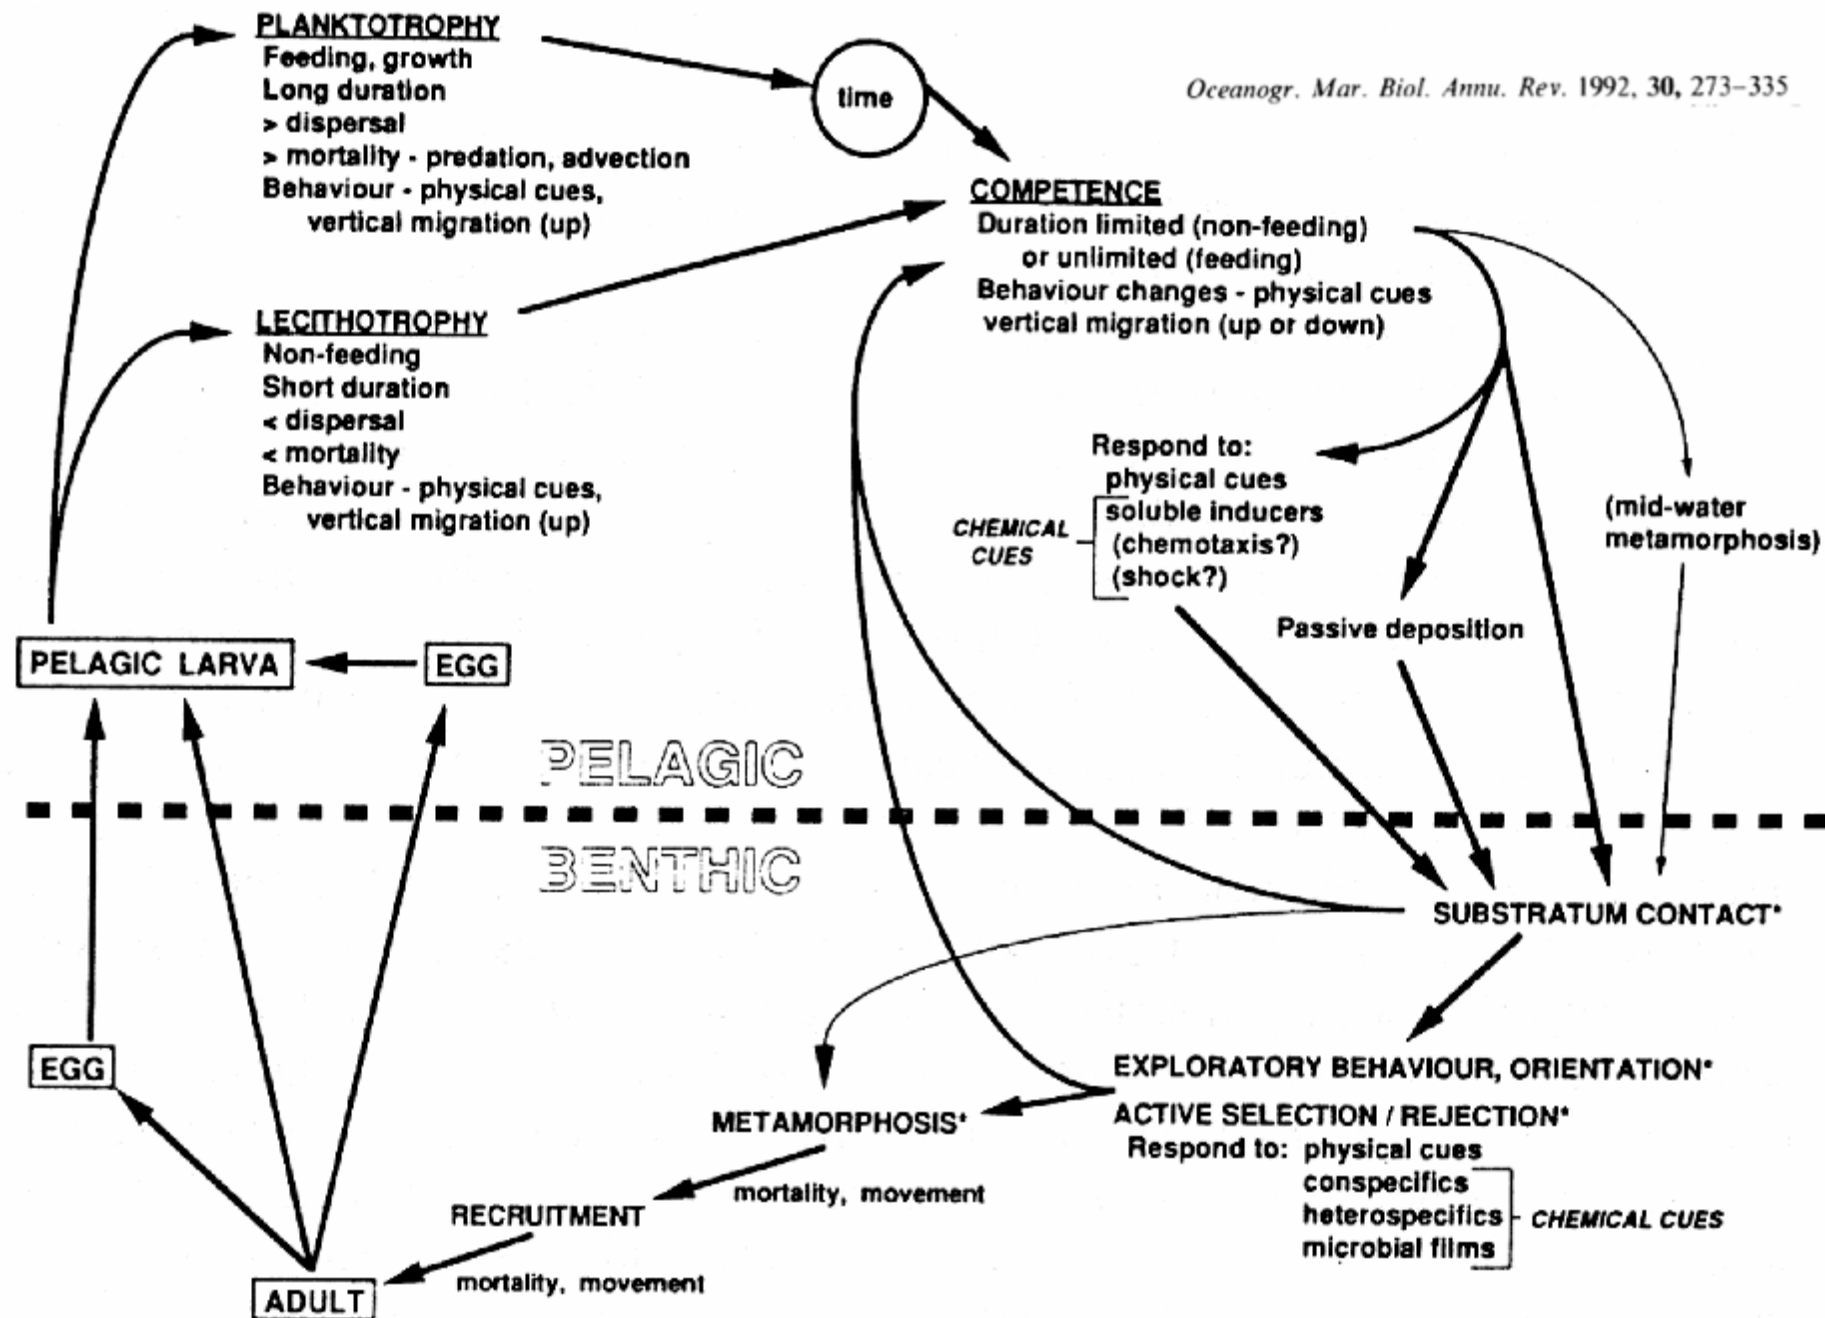 PLANKTOTROPHY
Feeding, growth
Long duration
> dispersal
> mortality - predation, advection
Behaviour - physical cues,
vertical migration (up)
time
Oceanogr. Mar. Biol. Annu. Rev. 1992, 30, 273–335
COMPETENCE
Duration limited (non-feeding)
or unlimited (feeding)
Behaviour changes - physical cues
vertical migration (up or down)
LECITHOTROPHY
Non-feeding
Short duration
< dispersal
< mortality
Behaviour - physical cues,
vertical migration (up)
Respond to:
physical cues
soluble inducers
(chemotaxis?)
(shock?)
CHEMICAL
CUES
(mid-water
metamorphosis)
Passive deposition
PELAGIC LARVA
EGG
PELAGIC
BENTHIC
SUBSTRATUM CONTACT*
EGG
EXPLORATORY BEHAVIOUR, ORIENTATION*
ACTIVE SELECTION / REJECTION*
Respond to: physical cues
conspecifics
heterospecifics
microbial films
CHEMICAL CUES
METAMORPHOSIS*
mortality, movement
RECRUITMENT
mortality, movement
ADULT